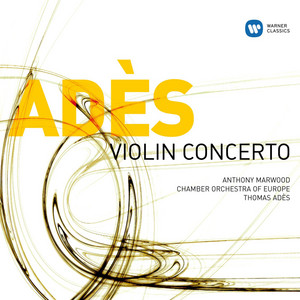 WARNER
CLASSICS
ADÈS
VIOLIN CONCERTO
ANTHONY MARWOOD
CHAMBER ORCHESTRA OF EUROPE
THOMAS ADÈS